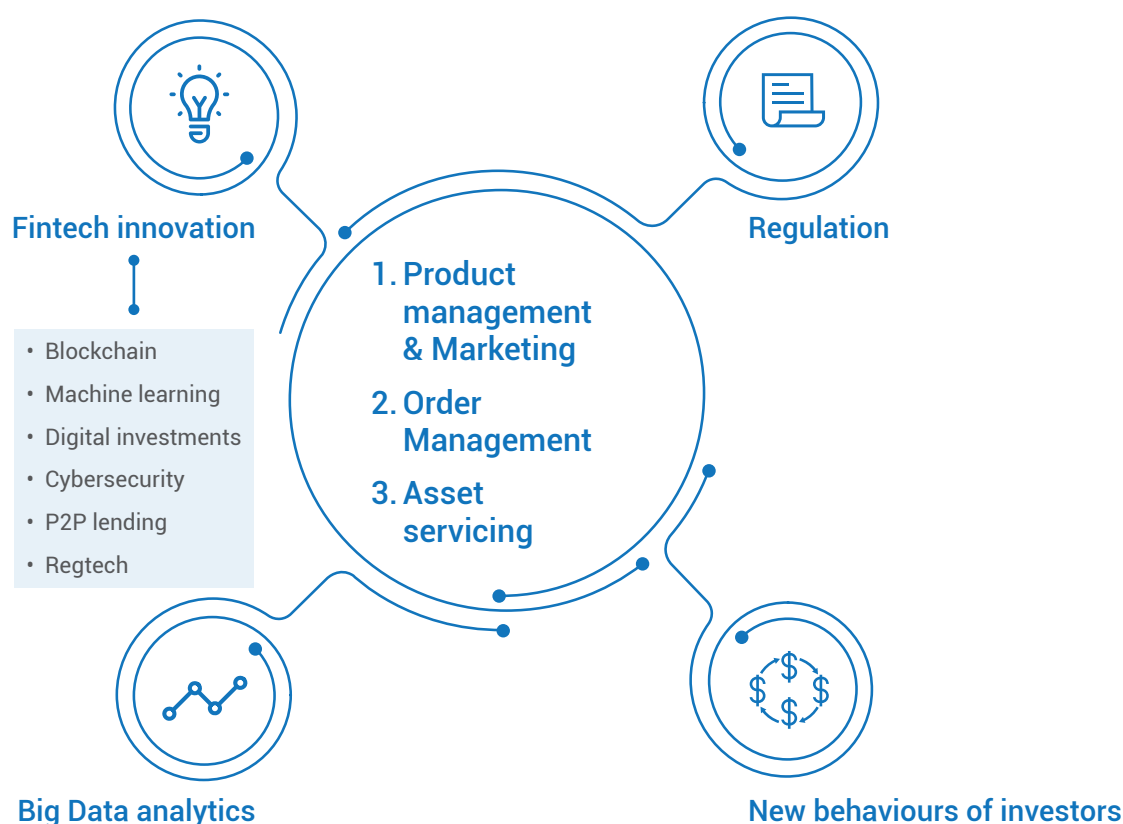 Fintech innovation
Regulation
1. Product
management
& Marketing
2. Order
Management
3. Asset
servicing
• Blockchain
• Machine learning
• Digital investments
• Cybersecurity
• P2P lending
• Regtech
Big Data analytics
New behaviours of investors